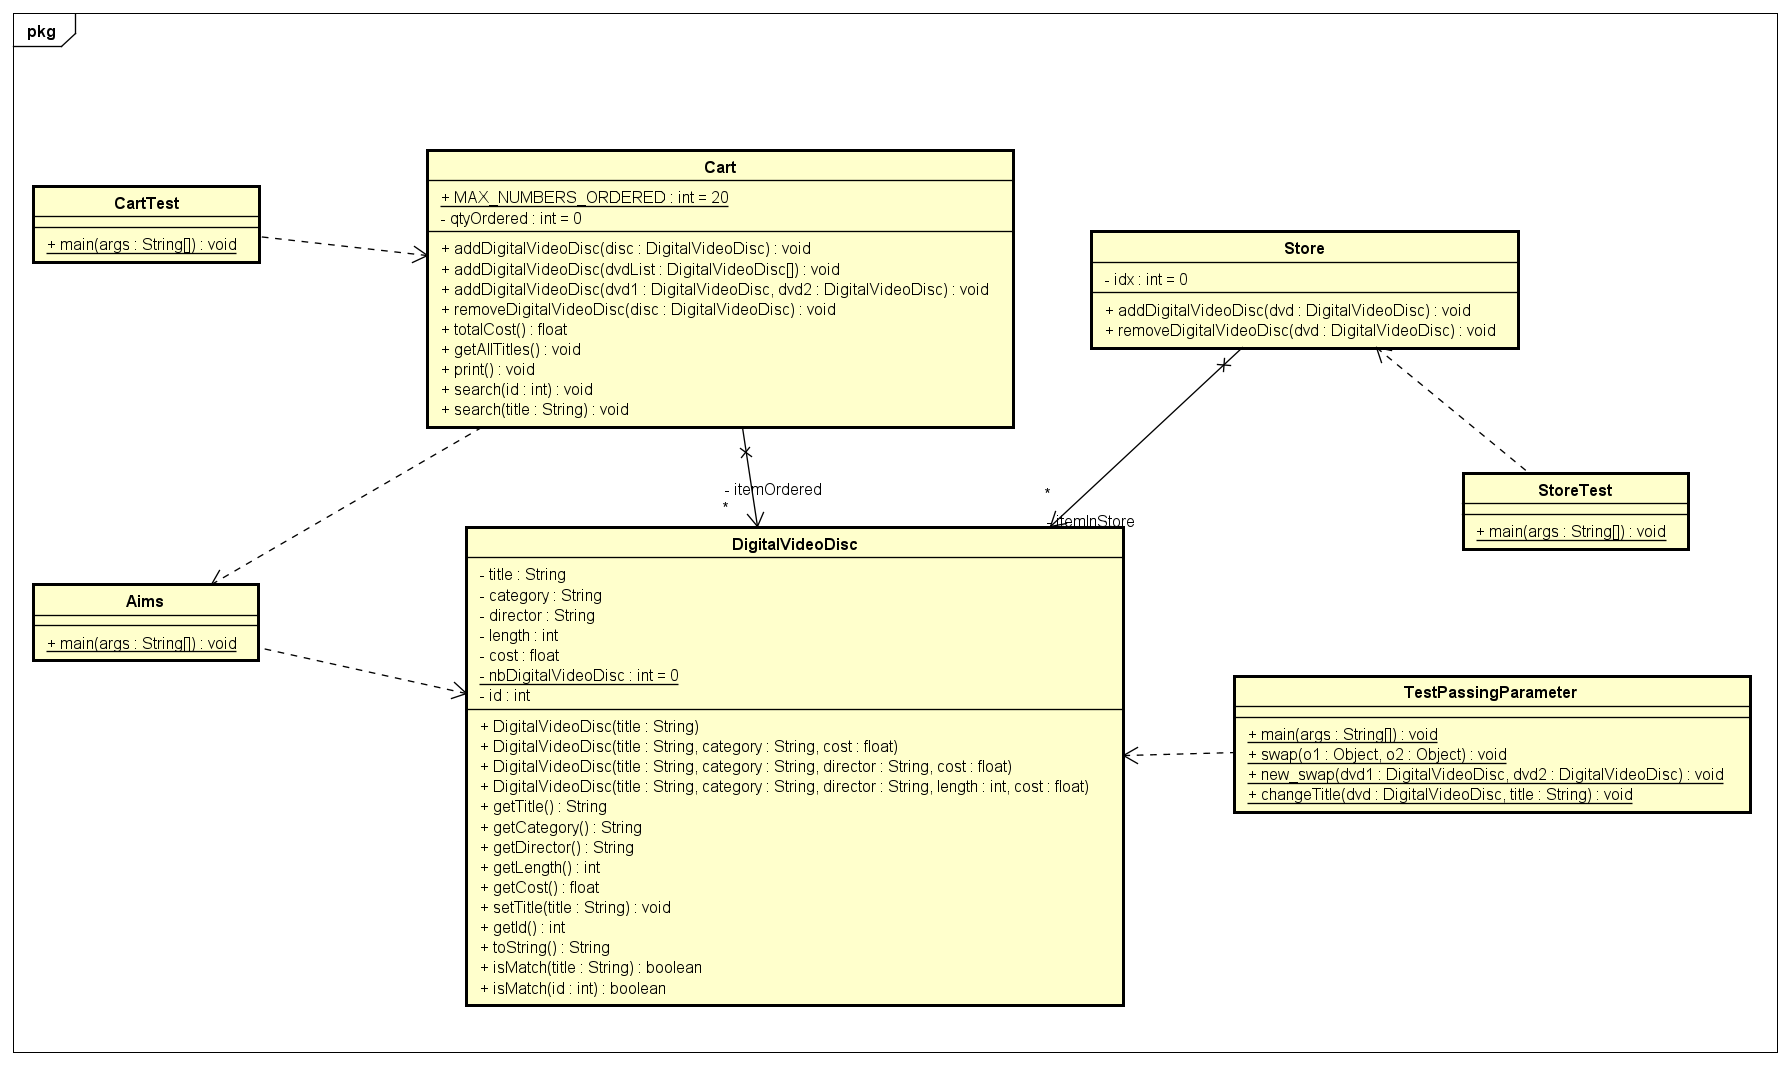 pkg
CartTest
+ main(args : String[]) : void
Cart
+ MAX_NUMBERS_ORDERED : int = 20
- qtyOrdered : int = 0
+ addDigitalVideoDisc(disc : DigitalVideoDisc) : void
+ addDigitalVideoDisc(dvdList : DigitalVideoDisc[]) : void
+ addDigitalVideoDisc(dvd1 : DigitalVideoDisc, dvd2 : DigitalVideoDisc) : void
+ removeDigitalVideoDisc(disc : DigitalVideoDisc) : void
+ totalCost() : float
+ getAllTitles() : void
+ print() : void
+ search(id : int) : void
+ search(title : String) : void
Store
- idx : int = 0
+ addDigitalVideoDisc(dvd : DigitalVideoDisc) : void
+ removeDigitalVideoDisc(dvd : DigitalVideoDisc) : void
- itemOrdered
*
*
- itemInStore
StoreTest
+ main(args : String[]) : void
Aims
+ main(args : String[]) : void
DigitalVideoDisc
- title : String
- category : String
- director : String
- length : int
- cost : float
- nbDigitalVideoDisc : int = 0
- id : int
+ DigitalVideoDisc(title : String)
+ DigitalVideoDisc(title : String, category : String, cost : float)
+ DigitalVideoDisc(title : String, category : String, director : String, cost : float)
+ DigitalVideoDisc(title : String, category : String, director : String, length : int, cost : float)
+ getTitle() : String
+ getCategory() : String
+ getDirector() : String
+ getLength() : int
+ getCost() : float
+ setTitle(title : String) : void
+ getId() : int
+ toString() : String
+ isMatch(title : String) : boolean
+ isMatch(id : int) : boolean
TestPassingParameter
+ main(args : String[]) : void
+ swap(o1 : Object, o2 : Object) : void
+ new_swap(dvd1 : DigitalVideoDisc, dvd2 : DigitalVideoDisc) : void
+ changeTitle(dvd : DigitalVideoDisc, title : String) : void